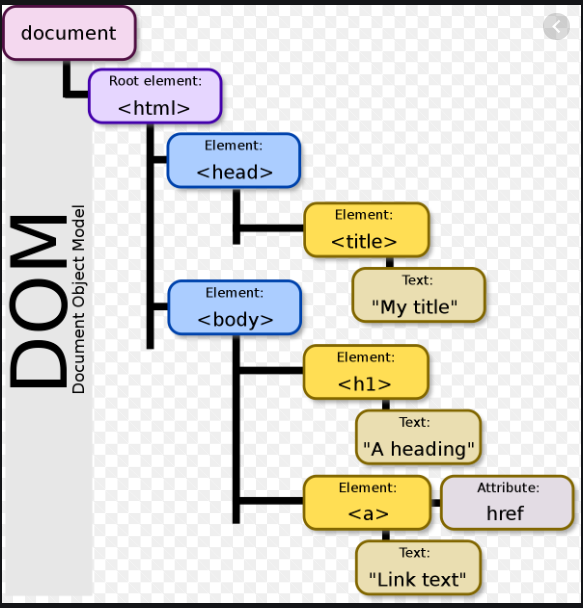 document
Root element:
<html>
Element:
<head>
Element:
<title>
Text:
"My title"
Element:
<body>
Element:
<h1>
Text:
"A heading"
Element:
<a>
Attribute:
href
Text:
"Link text"
DOM
Document Object Model